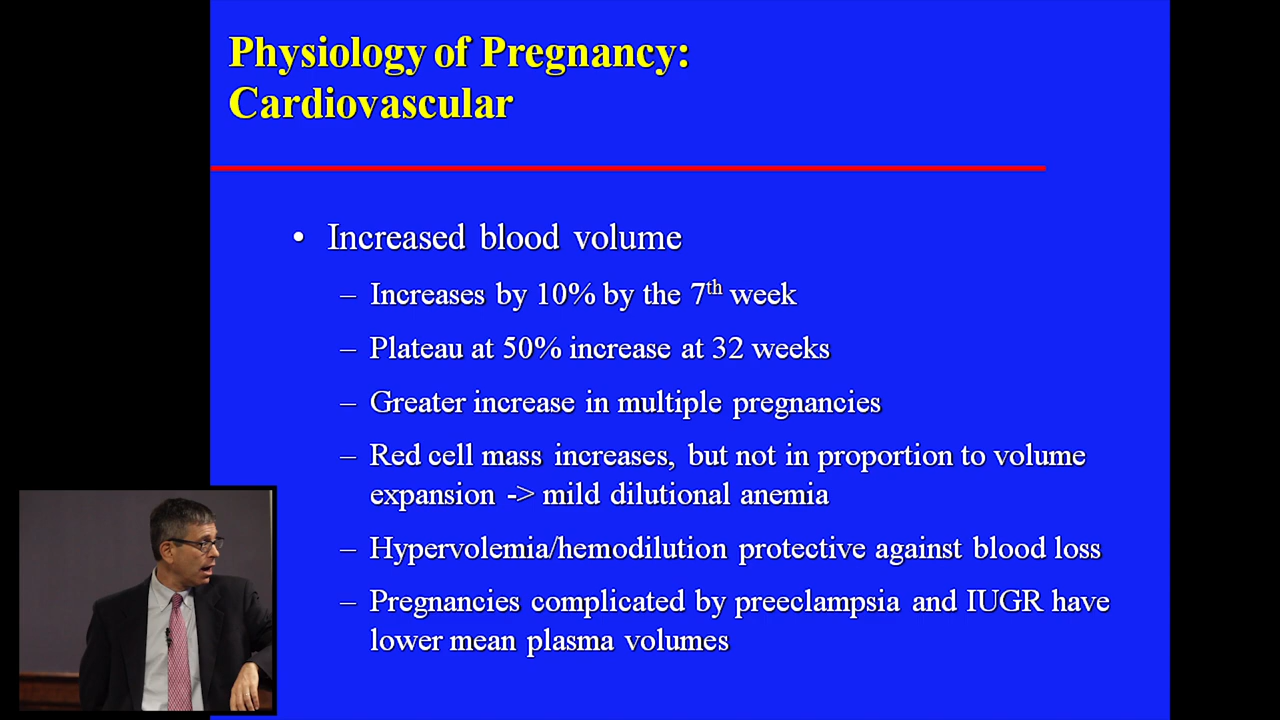 Physiology of Pregnancy:
Cardiovascular
• Increased blood volume
– Increases by 10% by the 7th week
– Plateau at 50% increase at 32 weeks
– Greater increase in multiple pregnancies
– Red cell mass increases, but not in proportion to volume
expansion -> mild dilutional anemia
– Hypervolemia/hemodilution protective against blood loss
– Pregnancies complicated by preeclampsia and IUGR have
lower mean plasma volumes